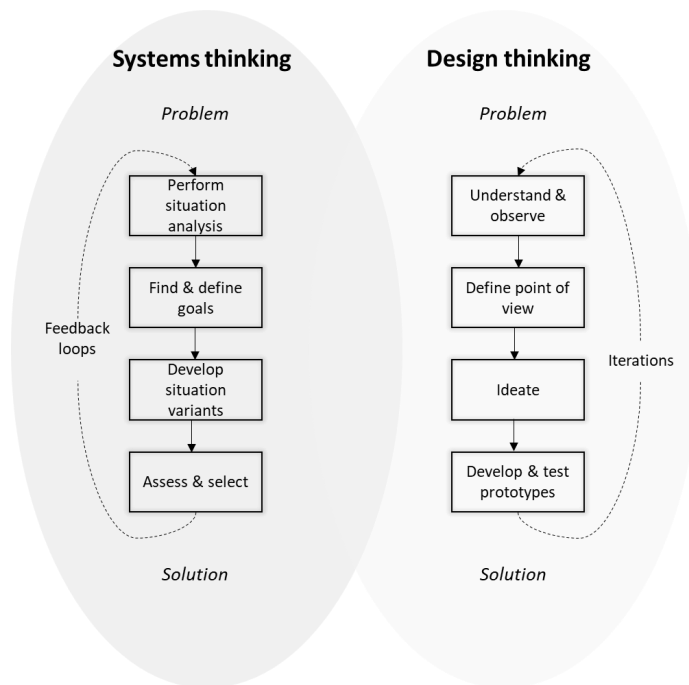 Systems thinking
Problem
Perform
situation
analysis
Find & define
goals
Feedback
loops
Develop
situation
variants
Assess & select
Solution
Design thinking
Problem
Understand &
observe
Define point of
view
Ideate
Iterations
Develop & test
prototypes
Solution